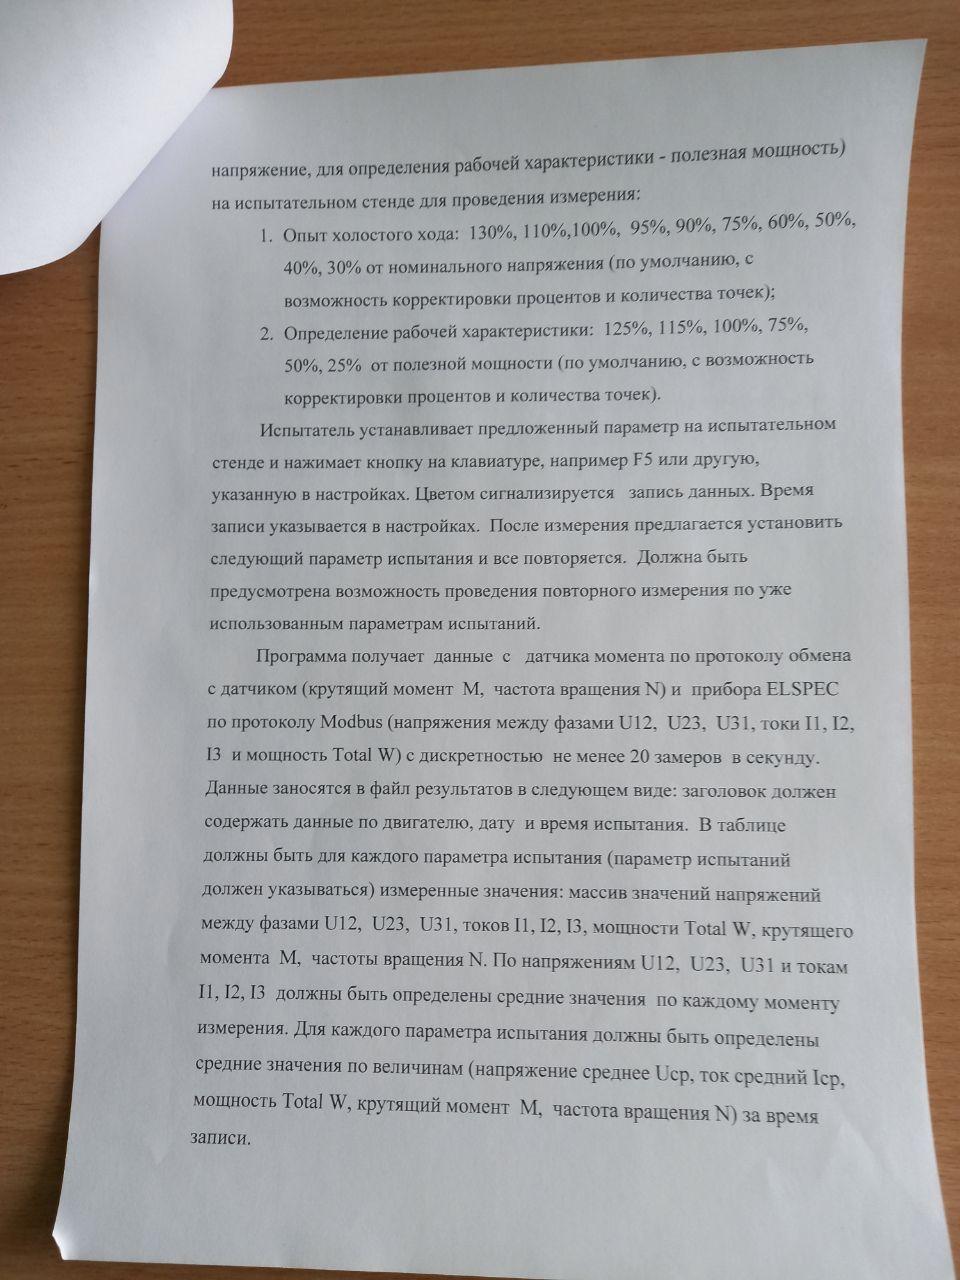 напряжение, для определения рабочей характеристики - полезная мощность)
на испытательном стенде для проведения измерения:
1. Опыт холостого хода: 130%, 110%,100%, 95%, 90%, 75%, 60%, 50%,
40%, 30% от номинального напряжения (по умолчанию, с
возможность корректировки процентов и количества точек);
2. Определение рабочей характеристики: 125%, 115%, 100%, 75%,
50%, 25% от полезной мощности (по умолчанию, с возможность
корректировки процентов и количества точек).
Испытатель устанавливает предложенный параметр на испытательном
стенде и нажимает кнопку на клавиатуре, например F5 или другую,
указанную в настройках. Цветом сигнализируется запись данных. Время
записи указывается в настройках. После измерения предлагается установить
следующий параметр испытания и все повторяется. Должна быть
предусмотрена возможность проведения повторного измерения по уже
использованным параметрам испытаний.
Программа получает данные с датчика момента по протоколу обмена
с датчиком (крутящий момент M, частота вращения N) и прибора ELSPEC
по протоколу Modbus (напряжения между фазами U12, U23, U31, токи I1, I2,
I3 и мощность Total W) с дискретностью не менее 20 замеров в секунду.
Данные заносятся в файл результатов в следующем виде: заголовок должен
содержать данные по двигателю, дату и время испытания. В таблице
должны быть для каждого параметра испытания (параметр испытаний
должен указываться) измеренные значения: массив значений напряжений
между фазами U12, U23, U31, токов I1, I2, I3, мощности Total W, крутящего
момента M, частоты вращения N. По напряжениям U12, U23, U31 и токам
I1, I2, I3 должны быть определены средние значения по каждому моменту
измерения. Для каждого параметра испытания должны быть определены
средние значения по величинам (напряжение среднее Uср, ток средний Iср,
мощность Total W, крутящий момент M, частота вращения N) за время
записи.